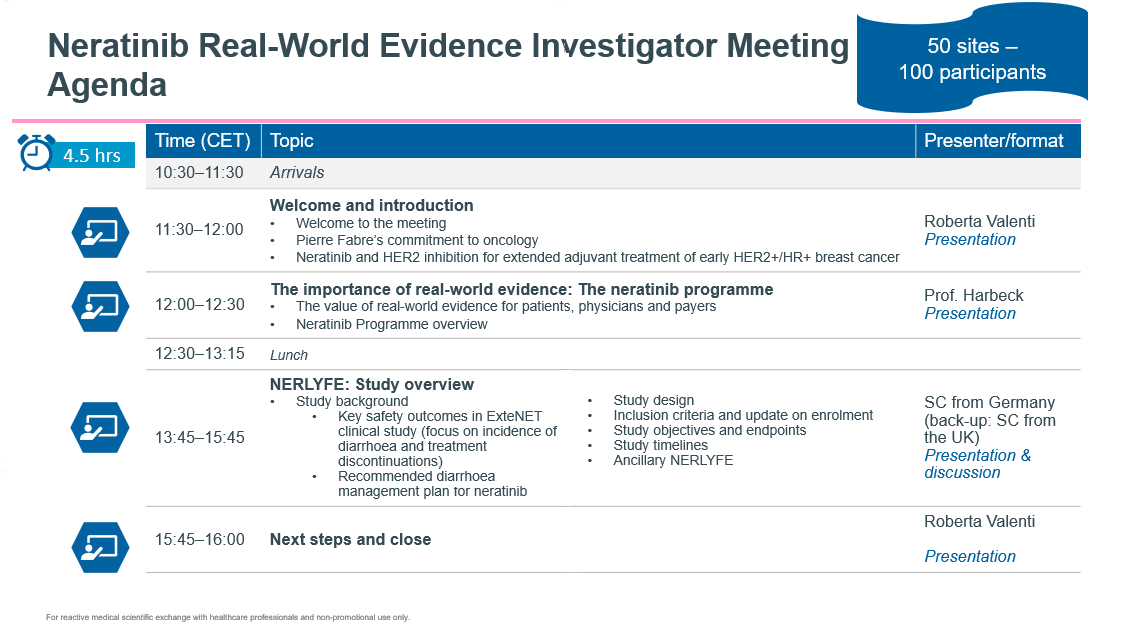 Neratinib Real-World Evidence Investigator Meeting
Agenda
50 sites –
100 participants
4.5 hrs
Time (CET) Topic Presenter/format
10:30–11:30 Arrivals
11:30–12:00
Welcome and introduction
• Welcome to the meeting
• Pierre Fabre's commitment to oncology
• Neratinib and HER2 inhibition for extended adjuvant treatment of early HER2+/HR+ breast cancer
Roberta Valenti
Presentation
12:00–12:30
The importance of real-world evidence: The neratinib programme
• The value of real-world evidence for patients, physicians and payers
• Neratinib Programme overview
Prof. Harbeck
Presentation
12:30–13:15 Lunch
13:45–15:45
NERLYFE: Study overview
• Study background
• Key safety outcomes in ExteNET
clinical study (focus on incidence of
diarrhoea and treatment
discontinuations)
• Recommended diarrhoea
management plan for neratinib
• Study design
• Inclusion criteria and update on enrolment
• Study objectives and endpoints
• Study timelines
• Ancillary NERLYFE
SC from Germany
(back-up: SC from
the UK)
Presentation &
discussion
15:45–16:00 Next steps and close
Roberta Valenti
Presentation
For reactive medical scientific exchange with healthcare professionals and non-promotional use only.